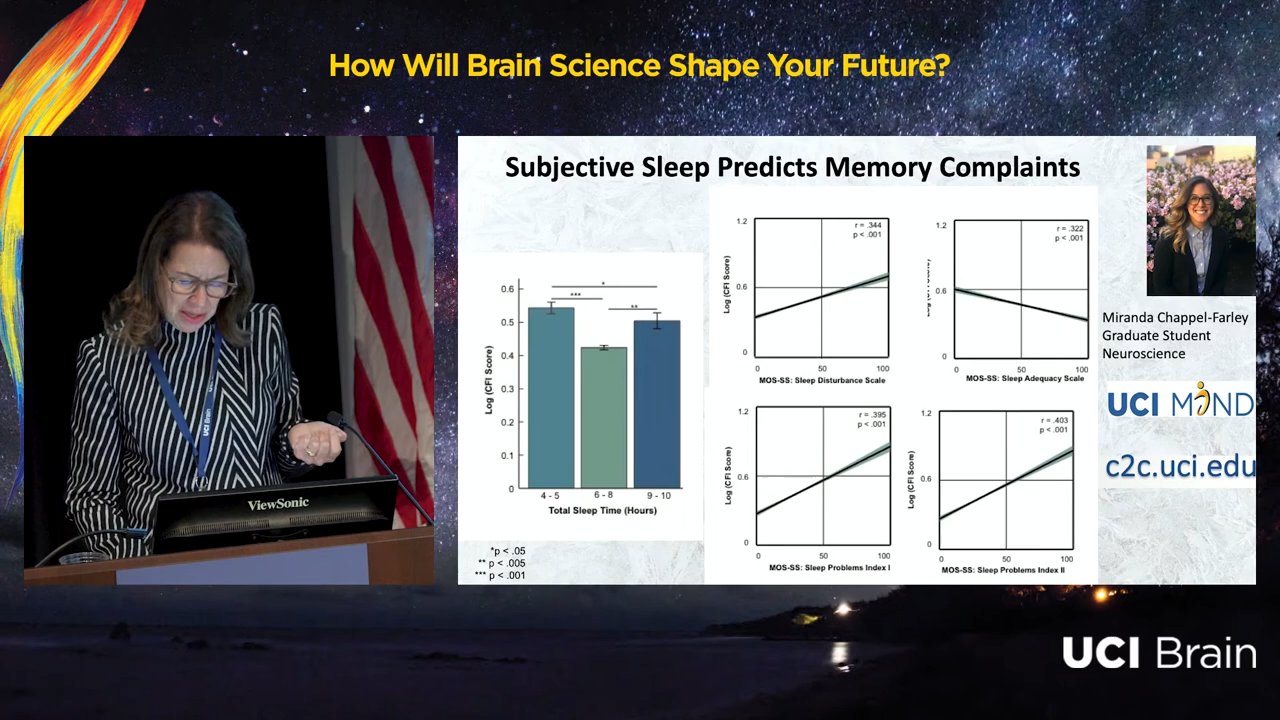 How Will Brain Science Shape Your Future?
Subjective Sleep Predicts Memory Complaints
Log (CFI Score)
0.6
0.5
0.4
0.3
0.2
0.1
0
*
***
**
4 - 5
6 - 8
9 - 10
Total Sleep Time (Hours)
*p < .05
** p < .005
*** p < .001
1.2
0.6
0
Log (CFI Score)
r = .344
p < .001
0
50
100
MOS-SS: Sleep Disturbance Scale
1.2
0.6
0
r = .322
p < .001
0
50
100
MOS-SS: Sleep Adequacy Scale
1.2
0.6
0
Log (CFI Score)
r = .395
p < .001
0
50
100
MOS-SS: Sleep Problems Index I
1.2
0.6
0
Log (CFI Score)
r = .403
p < .001
0
50
100
MOS-SS: Sleep Problems Index II
Miranda Chappel-Farley
Graduate Student
Neuroscience
UCI MIND
c2c.uci.edu
UCI Brain
ViewSonic
UCI Brain